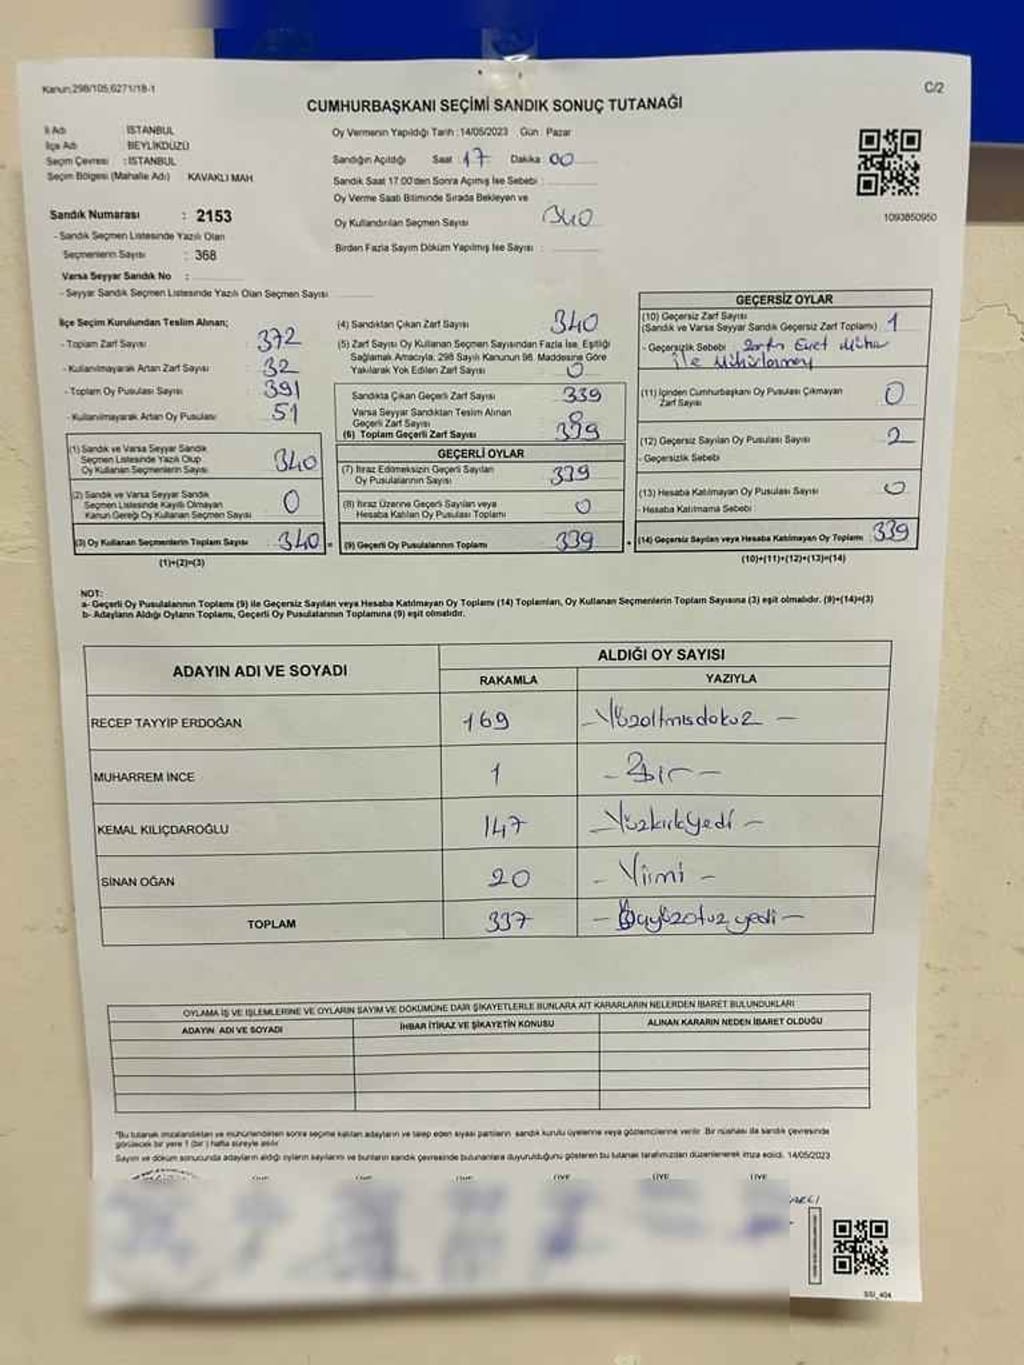 Kanun:298/105,6271/18-1
C/2
CUMHURBAŞKANI SEÇİMİ SANDIK SONUÇ TUTANAĞI
İl Adı İSTANBUL
İlçe Adı BEYLİKDÜZÜ
Seçim Çevresi : İSTANBUL
Seçim Bölgesi (Mahalle Adı) KAVAKLI MAH
Oy Vermenin Yapıldığı Tarih :14/05/2023 Gün : Pazar
Sandığın Açıldığı Saat : 17 Dakika : 00
Sandık Saat 17:00'den Sonra Açımış İse Sebebi :
Oy Verme Saati Bitiminde Sırada Bekleyen ve
Oy Kullandırılan Seçmen Sayısı 340
Birden Fazla Sayım Döküm Yapılmış İse Sayısı :
1093850950
Sandık Numarası : 2153
- Sandık Seçmen Listesinde Yazılı Olan
Seçmenlerin Sayısı : 368
Varsa Seyyar Sandık No :
- Seyyar Sandık Seçmen Listesinde Yazılı Olan Seçmen Sayısı
İlçe Seçim Kurulundan Teslim Alınan;
- Toplam Zarf Sayısı : 372
- Kullanılmayarak Artan Zarf Sayısı : 32
- Toplam Oy Pusulası Sayısı : 391
- Kullanılmayarak Artan Oy Pusulası : 51
(1) Sandık ve Varsa Seyyar Sandık
Seçmen Listesinde Yazılı Olup
Oy Kullanan Seçmenlerin Sayısı : 340
(2) Sandık ve Varsa Seyyar Sandık
Seçmen Listesinde Kayıtlı Olmayan
Kanun Gereği Oy Kullanan Seçmen Sayısı : 0
(3) Oy Kullanan Seçmenlerin Toplam Sayısı : 340
(1)+(2)=(3)
(4) Sandıktan Çıkan Zarf Sayısı 340
(5) Zarf Sayısı Oy Kullanan Seçmen Sayısından Fazla İse, Eşitliği
Sağlamak Amacıyla; 298 Sayılı Kanunun 98. Maddesine Göre
Yakılarak Yok Edilen Zarf Sayısı 0
Sandıkta Çıkan Geçerli Zarf Sayısı 339
Varsa Seyyar Sandıktan Teslim Alınan
Geçerli Zarf Sayısı 0
(6) Toplam Geçerli Zarf Sayısı 339
GEÇERLİ OYLAR
(7) İtiraz Edilmeksizin Geçerli Sayılan
Oy Pusulalarının Sayısı 339
(8) İtiraz Üzerine Geçerli Sayılan veya
Hesaba Katılan Oy Pusulası Toplamı 0
(9) Geçerli Oy Pusulalarının Toplamı 339
GEÇERSİZ OYLAR
(10) Geçersiz Zarf Sayısı
(Sandık ve Varsa Seyyar Sandık Geçersiz Zarf Toplamı) 1
- Geçersizlik Sebebi : Zarfın Evet Mühür
ile Mühürlenmesi
(11) İçinden Cumhurbaşkanı Oy Pusulası Çıkmayan
Zarf Sayısı 0
(12) Geçersiz Sayılan Oy Pusulası Sayısı 2
- Geçersizlik Sebebi
(13) Hesaba Katılmayan Oy Pusulası Sayısı 0
- Hesaba Katılmama Sebebi :
(14) Geçersiz Sayılan veya Hesaba Katılmayan Oy Toplamı : 339
(10)+(11)+(12)+(13)=(14)
NOT:
a- Geçerli Oy Pusulalarının Toplamı (9) ile Geçersiz Sayılan veya Hesaba Katılmayan Oy Toplamı (14) Toplamları, Oy Kullanan Seçmenlerin Toplam Sayısına (3) eşit olmalıdır. (9)+(14)=(3)
b- Adayların Aldığı Oyların Toplamı, Geçerli Oy Pusulalarının Toplamına (9) eşit olmalıdır.
ADAYIN ADI VE SOYADI ALDIĞI OY SAYISI
RAKAMLA YAZIYLA
RECEP TAYYİP ERDOĞAN 169 - Yüzaltmışdokuz -
MUHARREM İNCE 1 - Bir -
KEMAL KILIÇDAROĞLU 147 - Yüzkırkyedi -
SİNAN OĞAN 20 - Yirmi -
TOPLAM 337 - Üçyüzotuzyedi -
OYLAMA İŞ VE İŞLEMLERİNE VE OYLARIN SAYIM VE DÖKÜMÜNE DAİR ŞİKAYETLERLE BUNLARA AİT KARARLARIN NELERDEN İBARET BULUNDUKLARI
ADAYIN ADI VE SOYADI İHBAR İTİRAZ VE ŞİKAYETİN KONUSU ALINAN KARARIN NEDEN İBARET OLDUĞU
*Bu tutanak imzalandıktan ve mühürlendikten sonra seçime katılan adayların ve talep eden siyasi partilerin sandık kurulu üyelerine veya gözlemcilerine verilir. Bir nüshası da sandık çevresinde
görülecek bir yere 1 (bir ) hafta süreyle asılır
Sayım ve döküm sonucunda adayların aldığı oyların sayılarını ve bunların sandık çevresinde bulunanlara duyurulduğunu gösteren bu tutanak tarafımızdan düzenlenerek imza edildi. 14/05/2023
ÜYE ÜYE ÜYE
SSİ_404